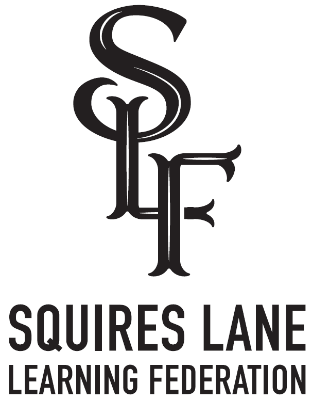 SLF
SQUIRES LANE
LEARNING FEDERATION